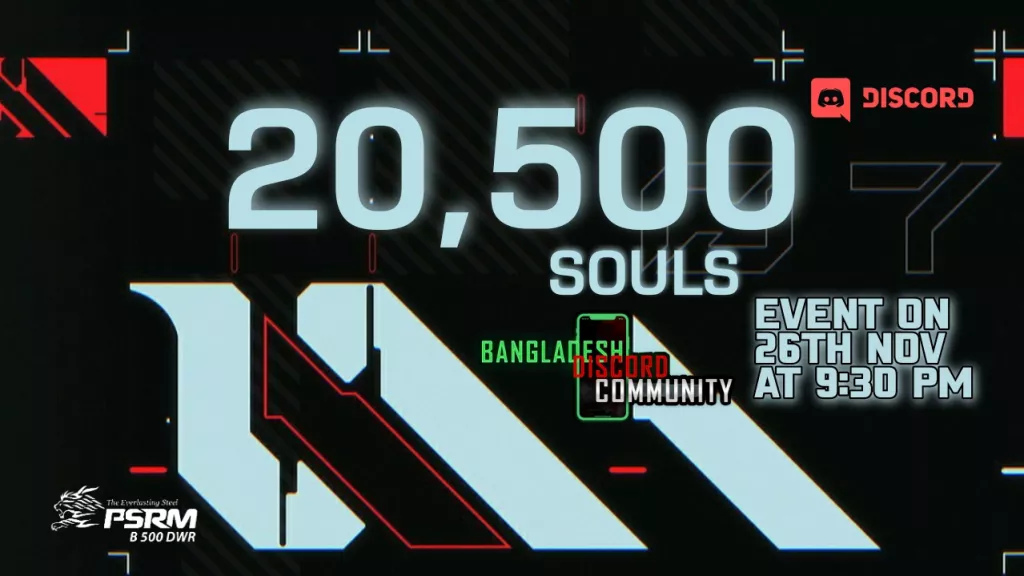 20,500
SOULS
DISCORD
BANGLADESH
DISCORD
COMMUNITY
EVENT ON
26TH NOV
AT 9:30 PM
The Everlasting Steel
PSRM
B 500 DWR